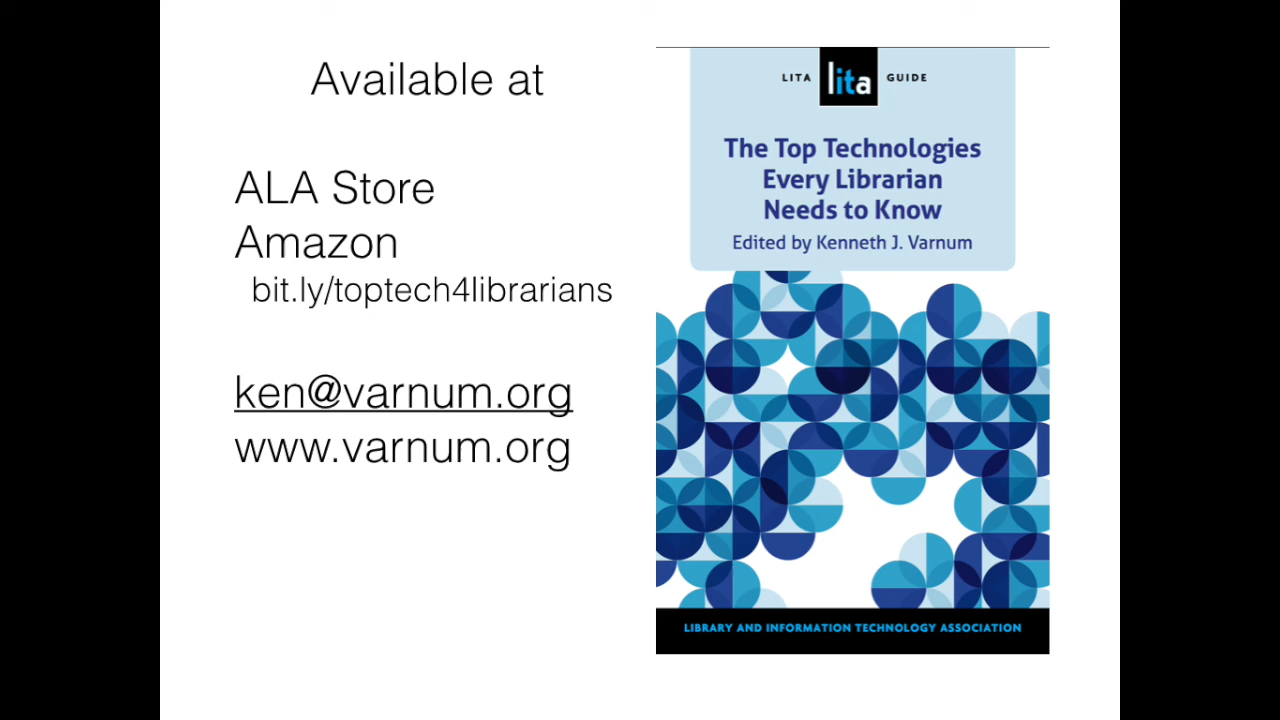 Available at
ALA Store
Amazon
bit.ly/toptech4librarians
ken@varnum.org
www.varnum.org
LITA lita GUIDE
The Top Technologies
Every Librarian
Needs to Know
Edited by Kenneth J. Varnum
LIBRARY AND INFORMATION TECHNOLOGY ASSOCIATION